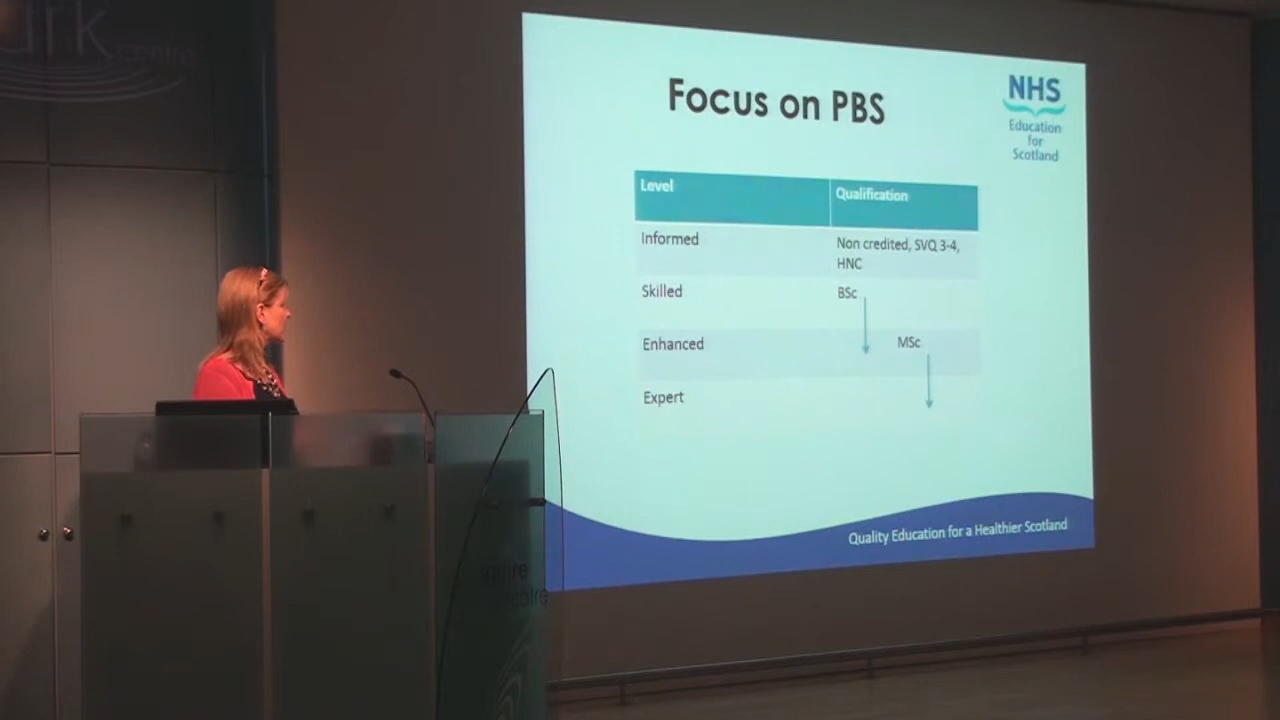 centre
Focus on PBS
NHS
Education
for
Scotland
Level
Qualification
Informed
Non credited, SVQ 3-4,
HNC
Skilled
BSc
Enhanced
MSc
Expert
Quality Education for a Healthier Scotland